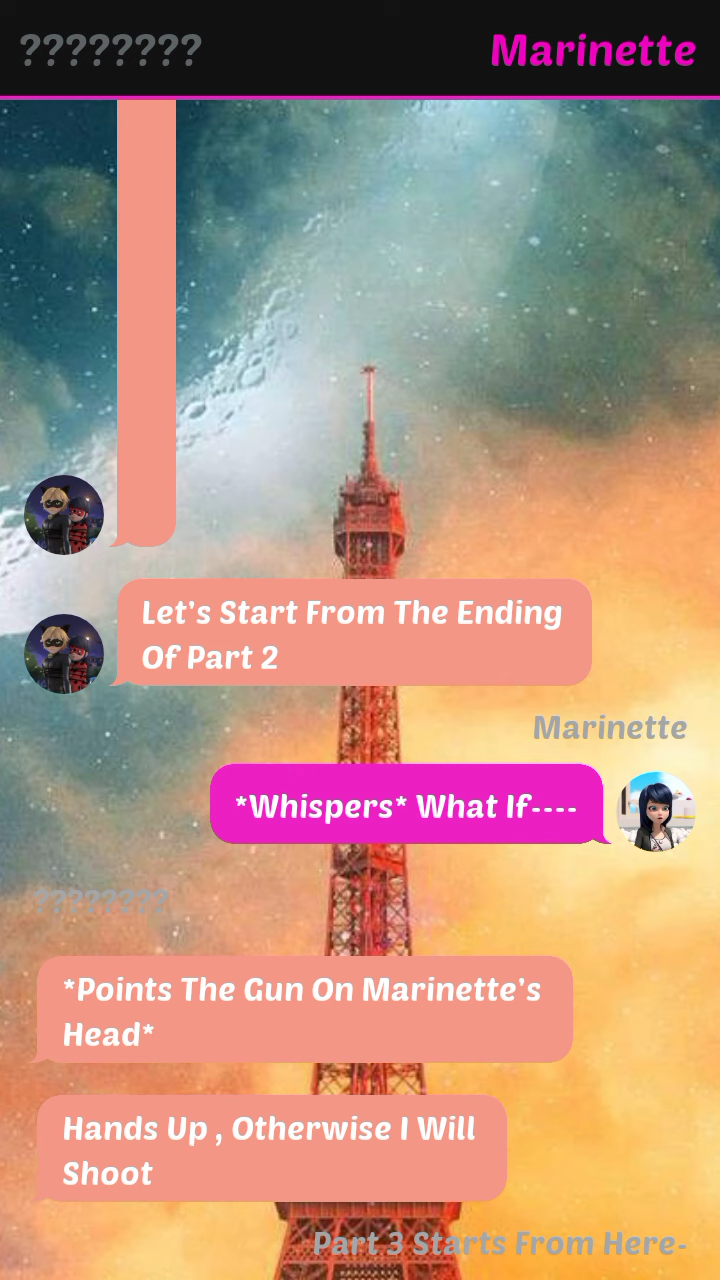 ???????? Marinette
Let's Start From The Ending
Of Part 2
Marinette
*Whispers* What If----
????????
*Points The Gun On Marinette's
Head*
Hands Up , Otherwise I Will
Shoot
Part 3 Starts From Here-